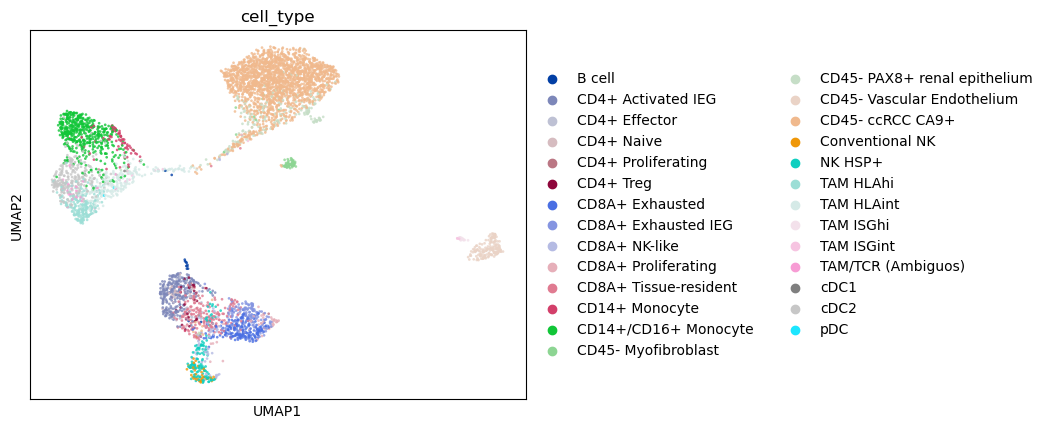 cell_type
UMAP2
UMAP1
B cell
CD4+ Activated IEG
CD4+ Effector
CD4+ Naive
CD4+ Proliferating
CD4+ Treg
CD8A+ Exhausted
CD8A+ Exhausted IEG
CD8A+ NK-like
CD8A+ Proliferating
CD8A+ Tissue-resident
CD14+ Monocyte
CD14+/CD16+ Monocyte
CD45- Myofibroblast
CD45- PAX8+ renal epithelium
CD45- Vascular Endothelium
CD45- ccRCC CA9+
Conventional NK
NK HSP+
TAM HLAhi
TAM HLAint
TAM ISGhi
TAM ISGint
TAM/TCR (Ambiguos)
cDC1
cDC2
pDC